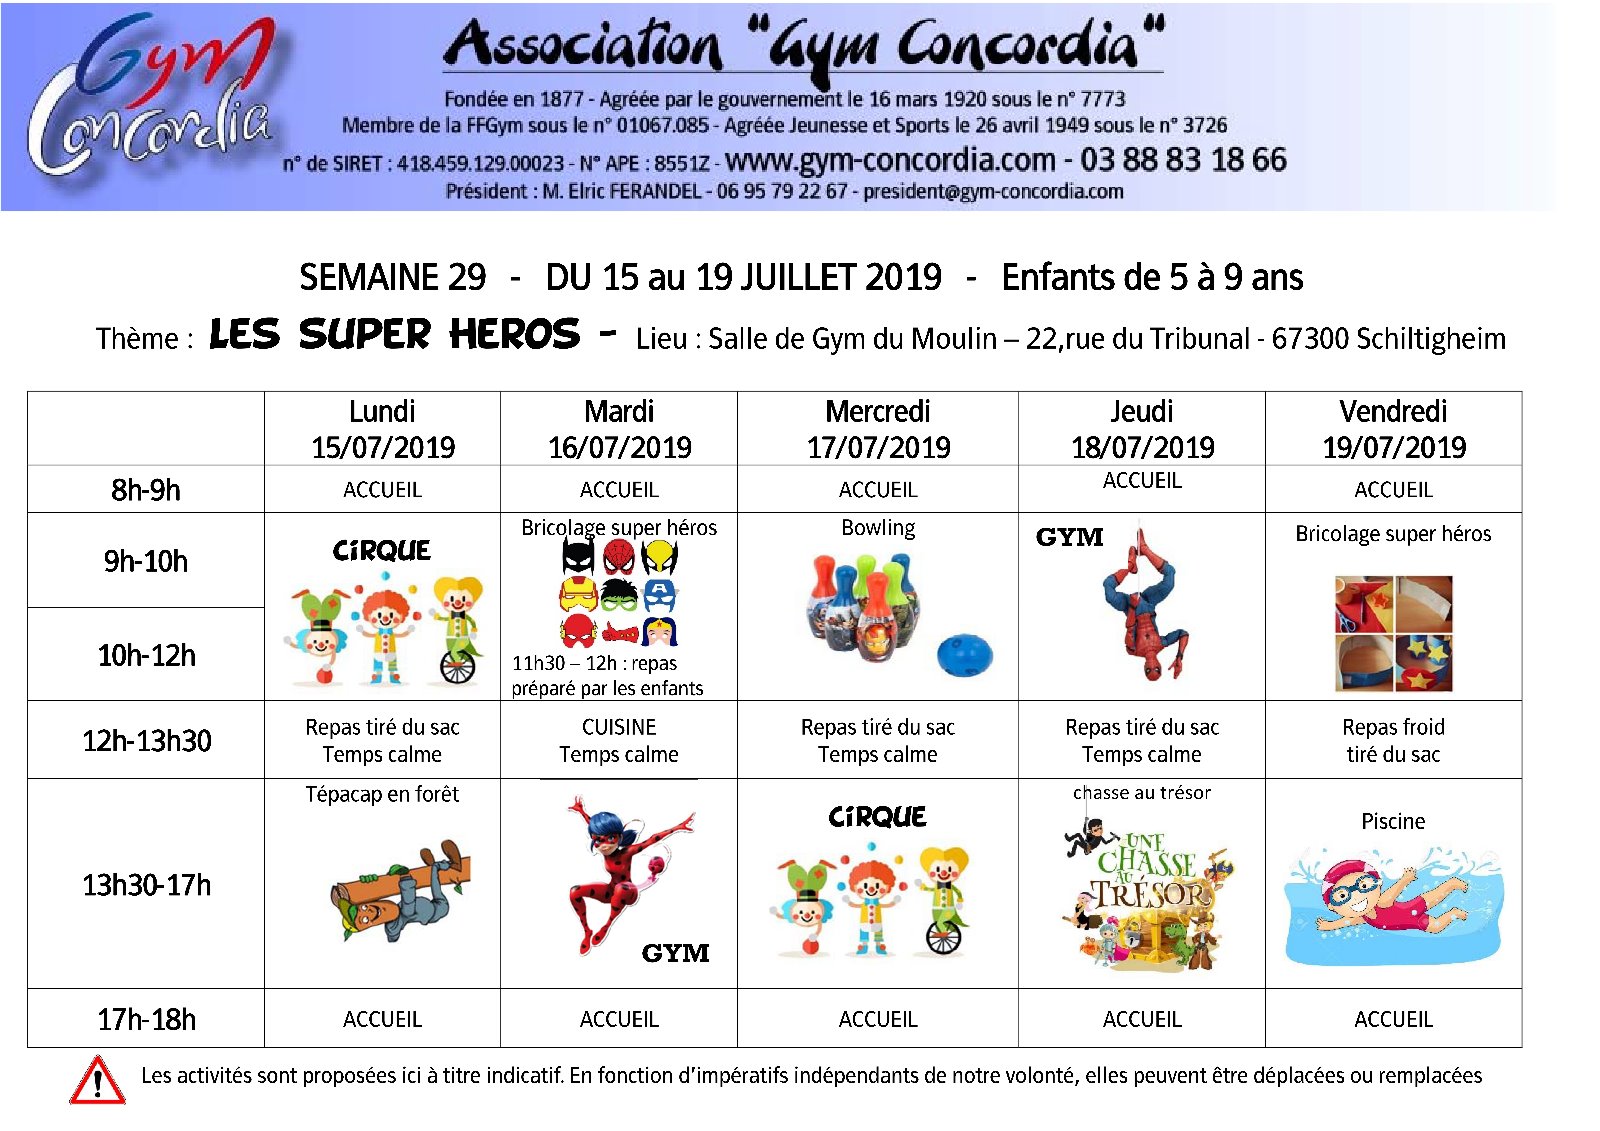 Gym
Concordia
Association "Gym Concordia"
Fondée en 1877 - Agréée par le gouvernement le 16 mars 1920 sous le n° 7773
Membre de la FFGym sous le n° 01067.085 - Agréée Jeunesse et Sports le 26 avril 1949 sous le n° 3726
n° de SIRET : 418.459.129.00023 - N° APE : 8551Z - www.gym-concordia.com - 03 88 83 18 66
Président : M. Elric FERANDEL - 06 95 79 22 67 - president@gym-concordia.com
SEMAINE 29 - DU 15 au 19 JUILLET 2019 - Enfants de 5 à 9 ans
Thème : LES SUPER HEROS - Lieu : Salle de Gym du Moulin – 22,rue du Tribunal - 67300 Schiltigheim
Lundi Mardi Mercredi Jeudi Vendredi
15/07/2019 16/07/2019 17/07/2019 18/07/2019 19/07/2019
8h-9h ACCUEIL ACCUEIL ACCUEIL ACCUEIL ACCUEIL
9h-10h
CIRQUE
Bricolage super héros
Bowling
GYM
Bricolage super héros
10h-12h
11h30 – 12h : repas
préparé par les enfants
12h-13h30
Repas tiré du sac
Temps calme
CUISINE
Temps calme
Repas tiré du sac
Temps calme
Repas tiré du sac
Temps calme
Repas froid
tiré du sac
13h30-17h
Tépacap en forêt
GYM
CIRQUE
chasse au trésor
UNE
CHASSE
AU
TRÉSOR
Piscine
17h-18h ACCUEIL ACCUEIL ACCUEIL ACCUEIL ACCUEIL
! Les activités sont proposées ici à titre indicatif. En fonction d'impératifs indépendants de notre volonté, elles peuvent être déplacées ou remplacées